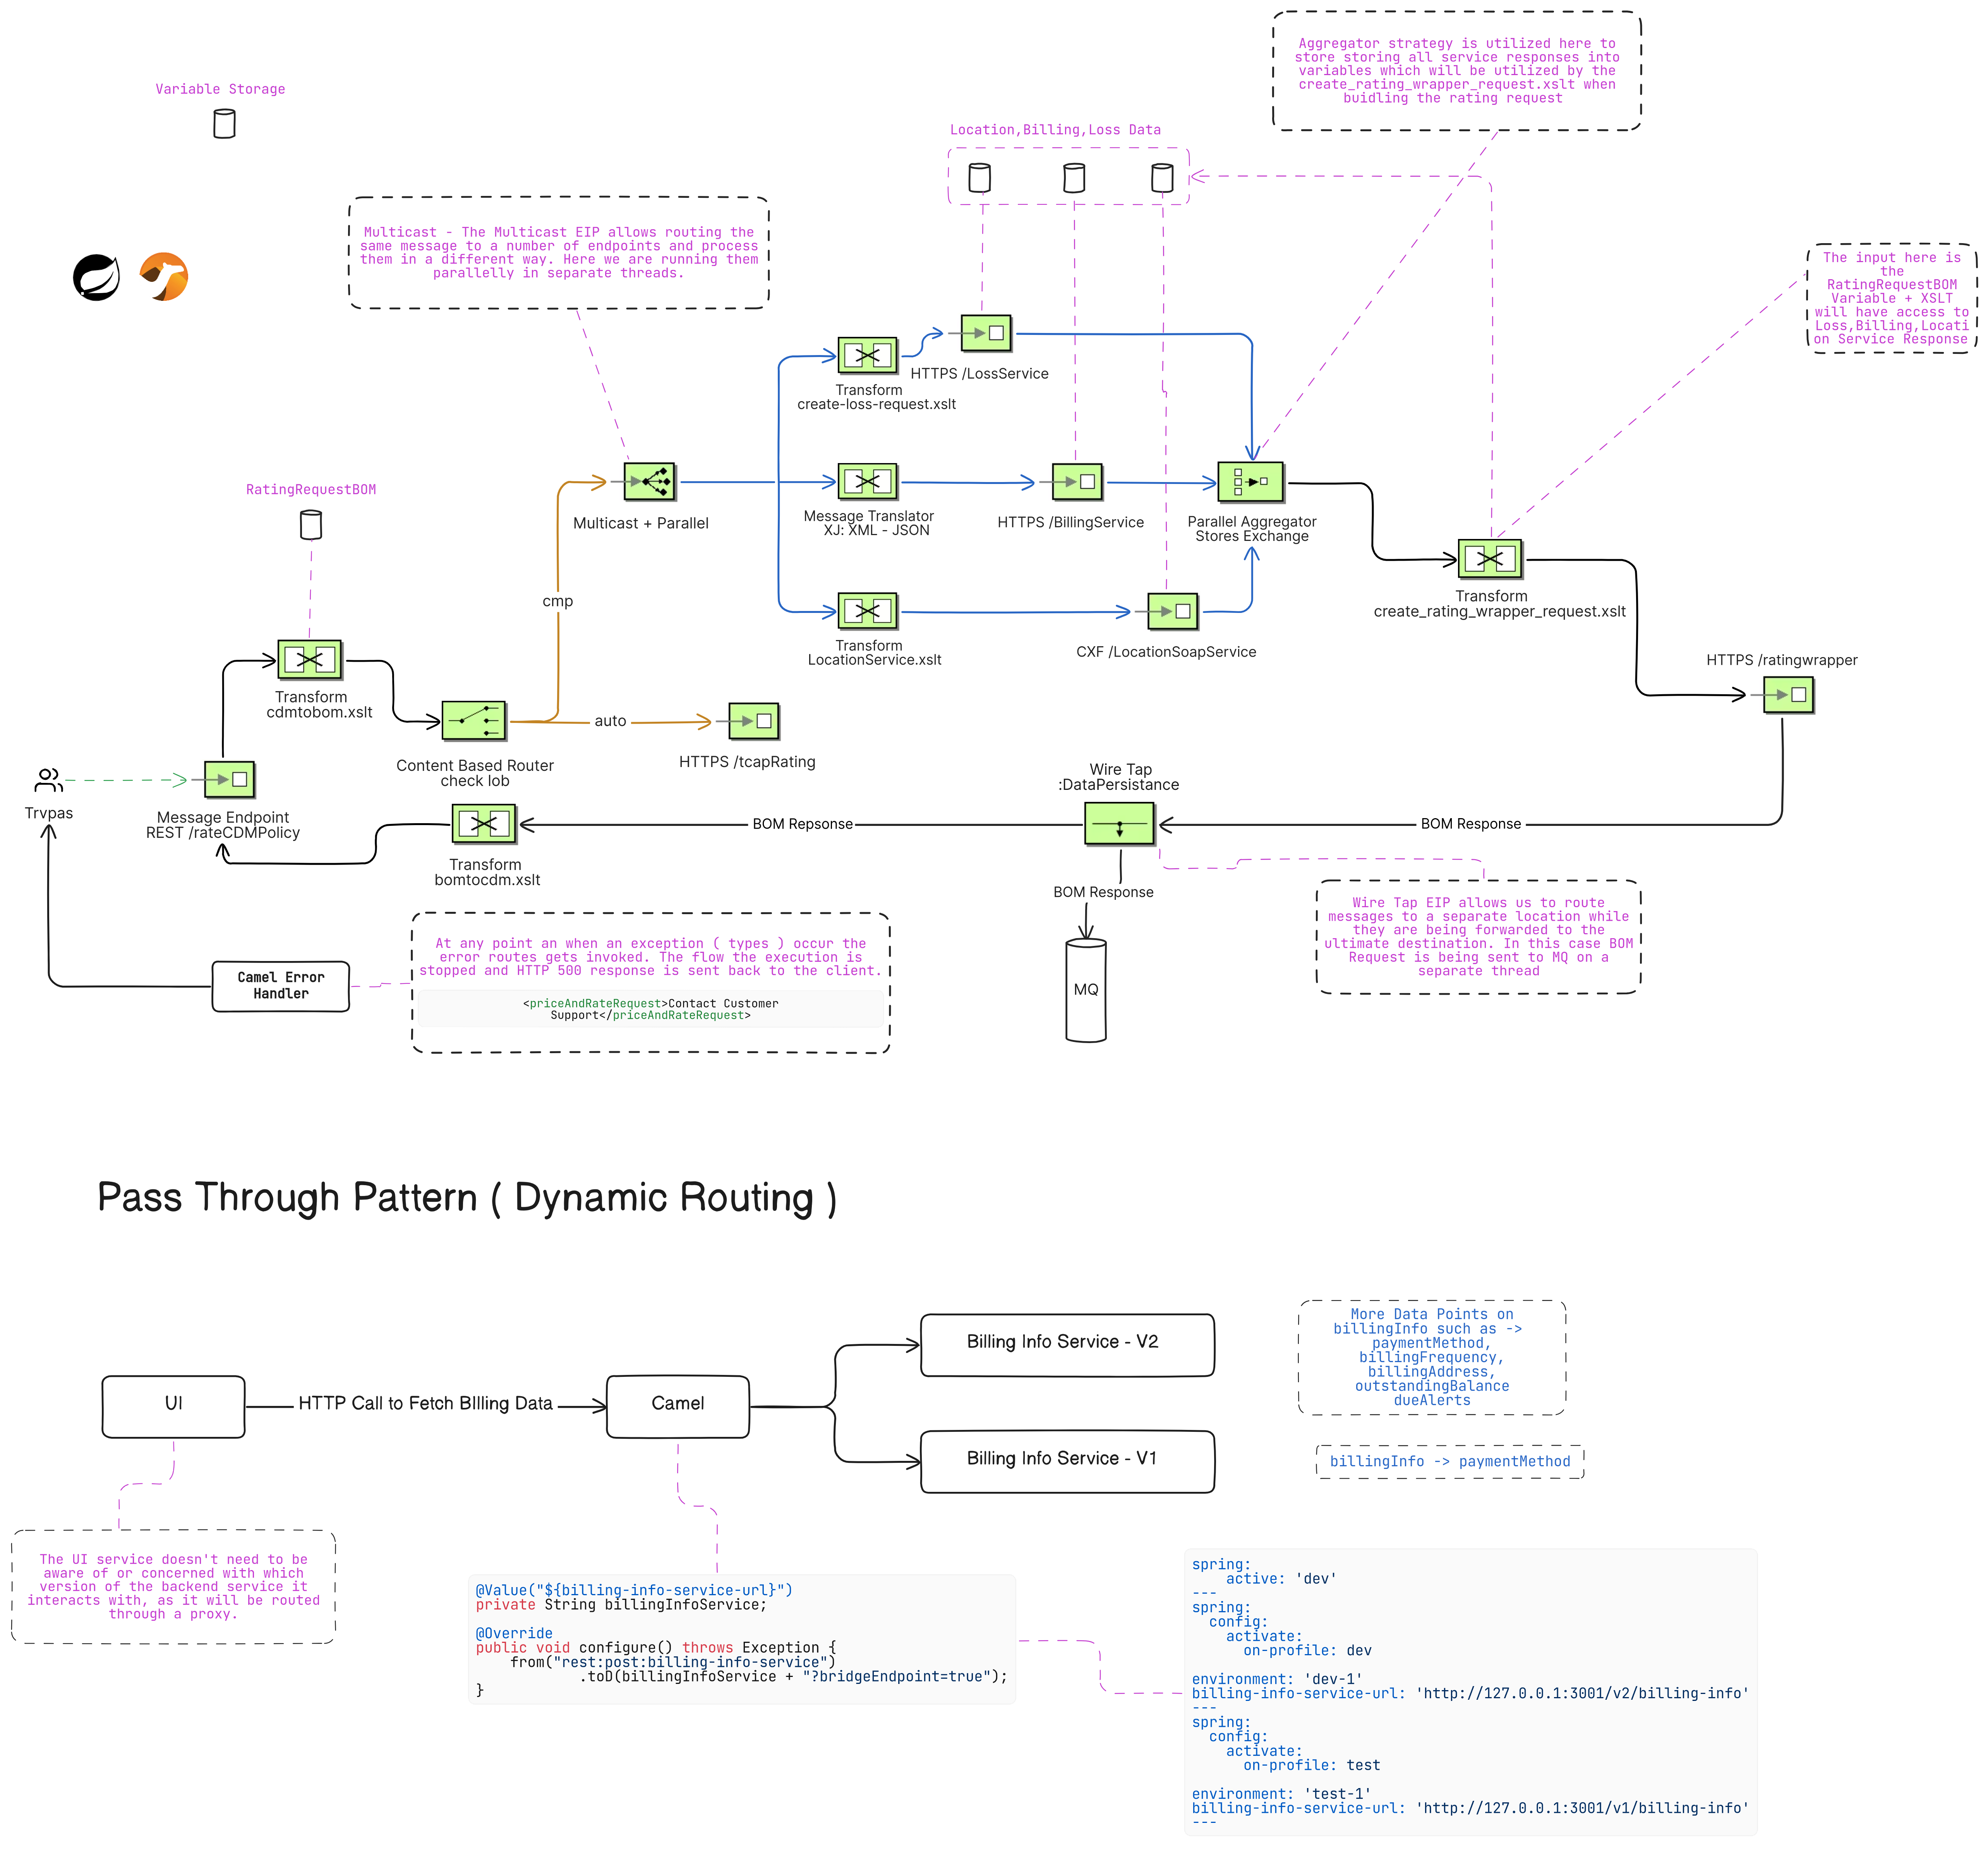 Variable Storage
Aggregator strategy is utilized here to
store storing all service responses into
variables which will be utilized by the
create_rating_wrapper_request.xslt when
buidling the rating request
Location,Billing,Loss Data
Multicast - The Multicast EIP allows routing the
same message to a number of endpoints and process
them in a different way. Here we are running them
parallelly in separate threads.
The input here is
the
RatingRequestBOM
Variable + XSLT
will have access to
Loss,Billing,Locati
on Service Response
HTTPS /LossService
Transform
create-loss-request.xslt
RatingRequestBOM
Multicast + Parallel
Message Translator
XJ: XML - JSON
HTTPS /BillingService
Parallel Aggregator
Stores Exchange
cmp
Transform
create_rating_wrapper_request.xslt
Transform
LocationService.xslt
CXF /LocationSoapService
HTTPS /ratingwrapper
Transform
cdmtobom.xslt
auto
Content Based Router
check lob
HTTPS /tcapRating
Trvpas
Message Endpoint
REST /rateCDMPolicy
Wire Tap
:DataPersistance
BOM Repsonse
BOM Response
Transform
bomtocdm.xslt
BOM Response
Wire Tap EIP allows us to route
messages to a separate location while
they are being forwarded to the
ultimate destination. In this case BOM
Request is being sent to MQ on a
separate thread
At any point an when an exception ( types ) occur the
error routes gets invoked. The flow the execution is
stopped and HTTP 500 response is sent back to the client.
<priceAndRateRequest>Contact Customer
Support</priceAndRateRequest>
Camel Error
Handler
MQ
Pass Through Pattern ( Dynamic Routing )
UI
HTTP Call to Fetch BIlling Data
Camel
Billing Info Service - V2
Billing Info Service - V1
More Data Points on
billingInfo such as ->
paymentMethod,
billingFrequency,
billingAddress,
outstandingBalance
dueAlerts
billingInfo -> paymentMethod
The UI service doesn't need to be
aware of or concerned with which
version of the backend service it
interacts with, as it will be routed
through a proxy.
@Value("${billing-info-service-url}")
private String billingInfoService;
@Override
public void configure() throws Exception {
from("rest:post:billing-info-service")
.toD(billingInfoService + "?bridgeEndpoint=true");
}
spring:
active: 'dev'
---
spring:
config:
activate:
on-profile: dev
environment: 'dev-1'
billing-info-service-url: 'http://127.0.0.1:3001/v2/billing-info'
---
spring:
config:
activate:
on-profile: test
environment: 'test-1'
billing-info-service-url: 'http://127.0.0.1:3001/v1/billing-info'
---